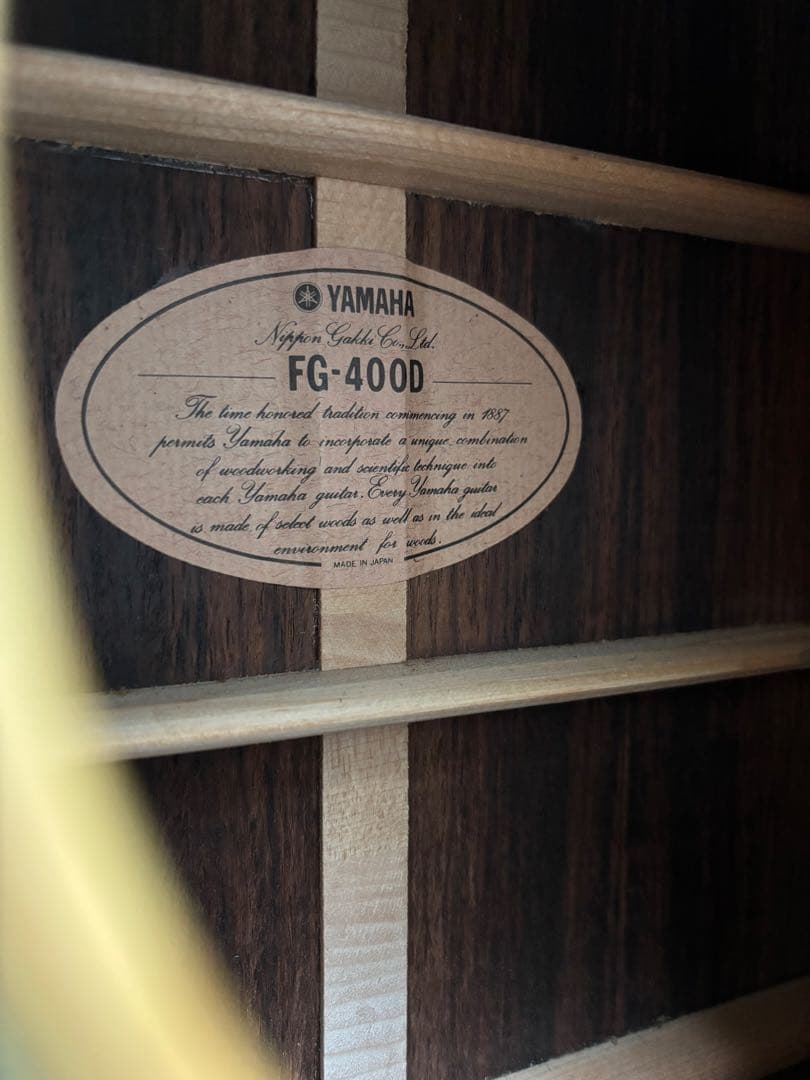 YAMAHA
Nippon Gakki Co., Ltd.
FG-400D
The time honored tradition commencing in 1887
permits Yamaha to incorporate a unique combination
of woodworking and scientific technique into
each Yamaha guitar. Every Yamaha guitar
is made of select woods as well as in the ideal
environment for woods.
MADE IN JAPAN